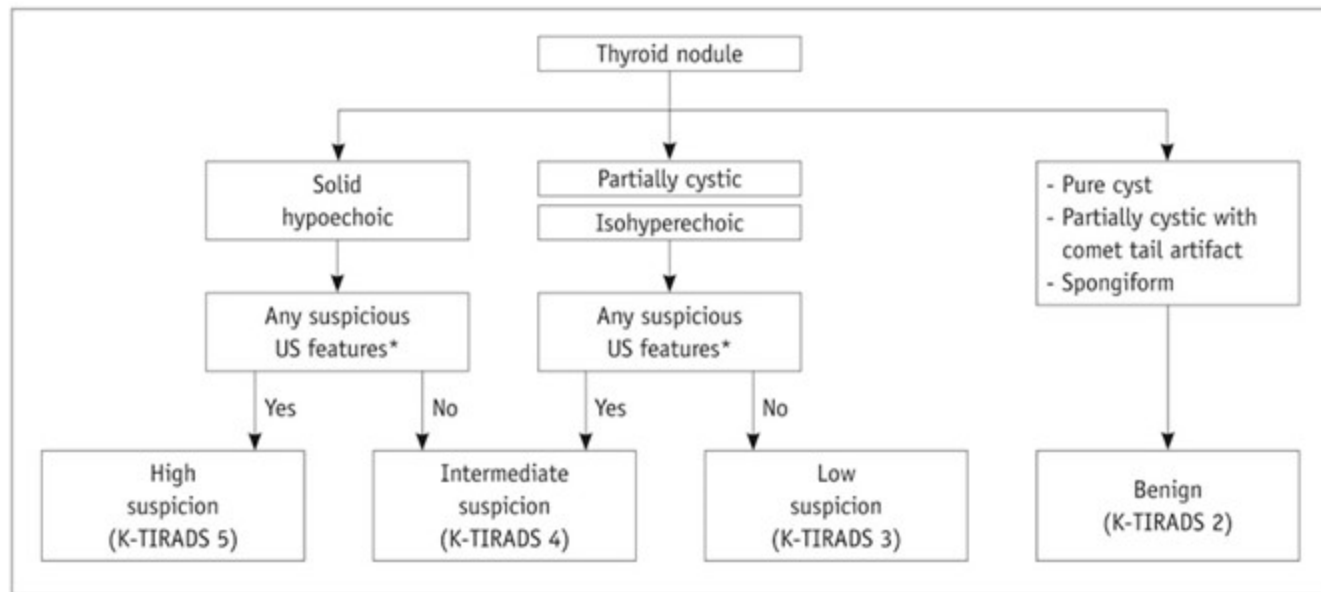 Thyroid nodule
Solid
hypoechoic
Partially cystic
Isohyperechoic
- Pure cyst
- Partially cystic with
comet tail artifact
- Spongiform
Any suspicious
US features*
Any suspicious
US features*
Yes
No
Yes
No
High
suspicion
(K-TIRADS 5)
Intermediate
suspicion
(K-TIRADS 4)
Low
suspicion
(K-TIRADS 3)
Benign
(K-TIRADS 2)